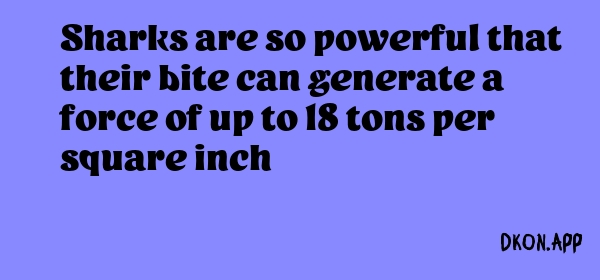 Sharks are so powerful that
their bite can generate a
force of up to 18 tons per
square inch
DKON.APP